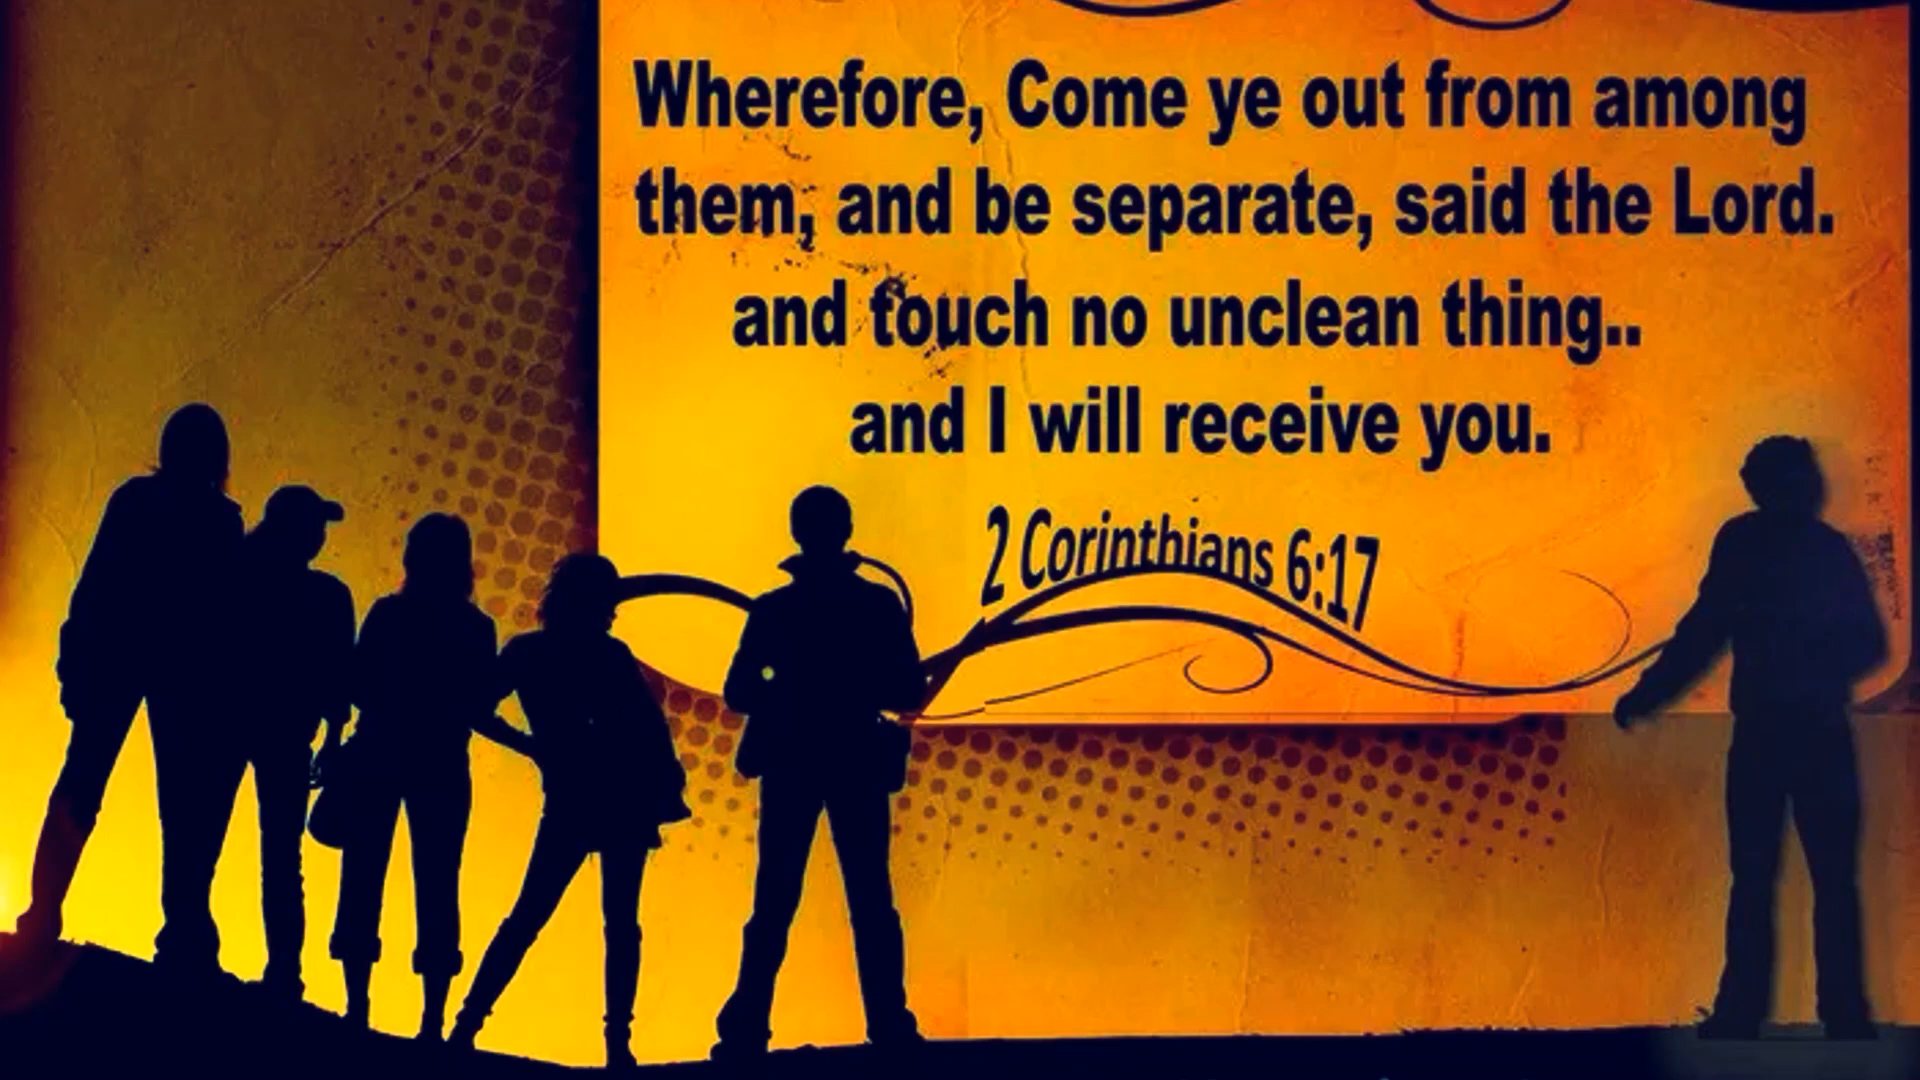 Wherefore, Come ye out from among
them, and be separate, said the Lord.
and touch no unclean thing..
and I will receive you.
2 Corinthians 6:17